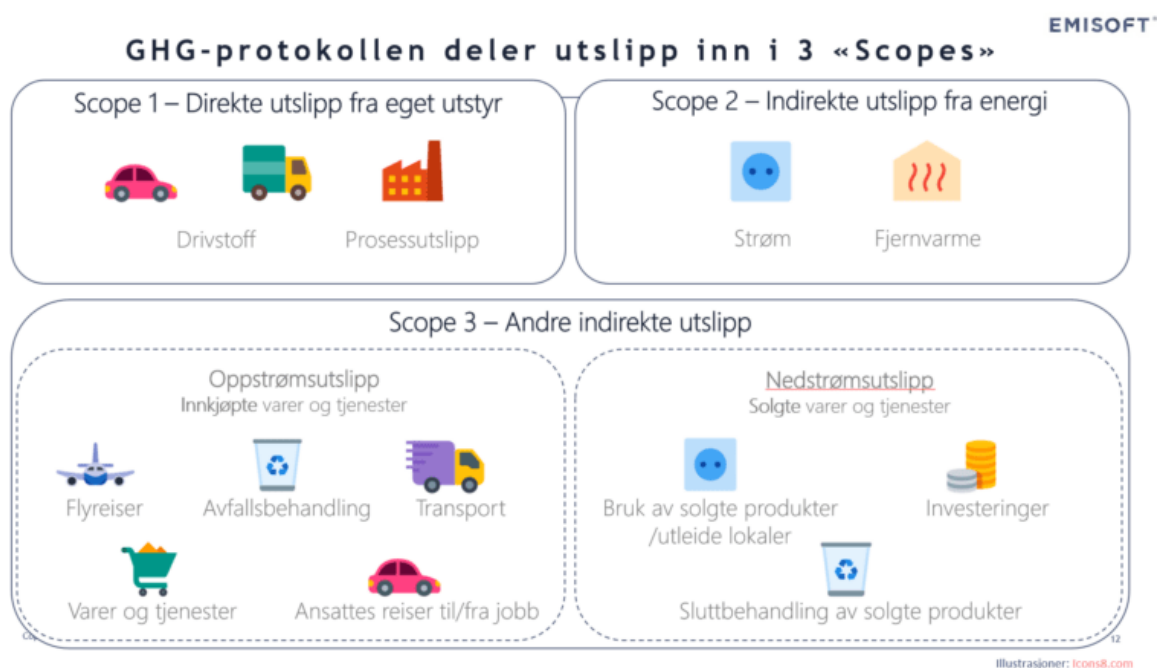 EMISOFT
GHG-protokollen deler utslipp inn i 3 «Scopes»
Scope 1 – Direkte utslipp fra eget utstyr
Drivstoff
Prosessutslipp
Scope 2 – Indirekte utslipp fra energi
Strøm
Fjernvarme
Scope 3 – Andre indirekte utslipp
Oppstrømsutslipp
Innkjøpte varer og tjenester
Flyreiser
Avfallsbehandling
Transport
Varer og tjenester
Ansattes reiser til/fra jobb
Nedstrømsutslipp
Solgte varer og tjenester
Bruk av solgte produkter
/utleide lokaler
Investeringer
Sluttbehandling av solgte produkter
12
Illustrasjoner: Icons8.com